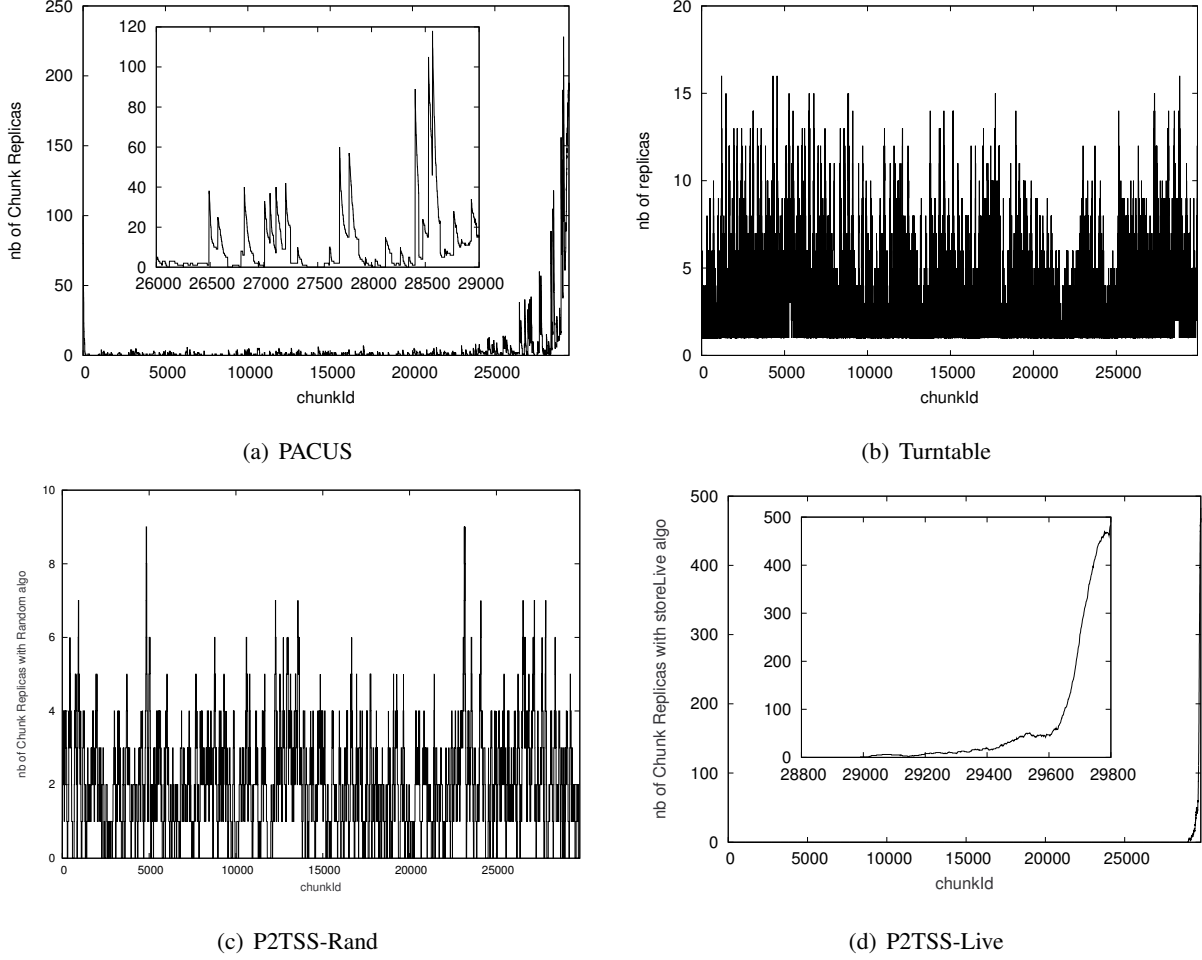 250
200
150
100
50
0
nb of Chunk Replicas
120
100
80
60
40
20
0
26000 26500 27000 27500 28000 28500 29000
0 5000 10000 15000 20000 25000
chunkId
(a) PACUS
20
15
10
5
0
nb of replicas
0 5000 10000 15000 20000 25000
chunkId
(b) Turntable
10
8
6
4
2
0
nb of Chunk Replicas with Random algo
0 5000 10000 15000 20000 25000
chunkId
(c) P2TSS-Rand
500
400
300
200
100
0
nb of Chunk Replicas with storeLive algo
500
400
300
200
100
0
28800 29000 29200 29400 29600 29800
0 5000 10000 15000 20000 25000
chunkId
(d) P2TSS-Live